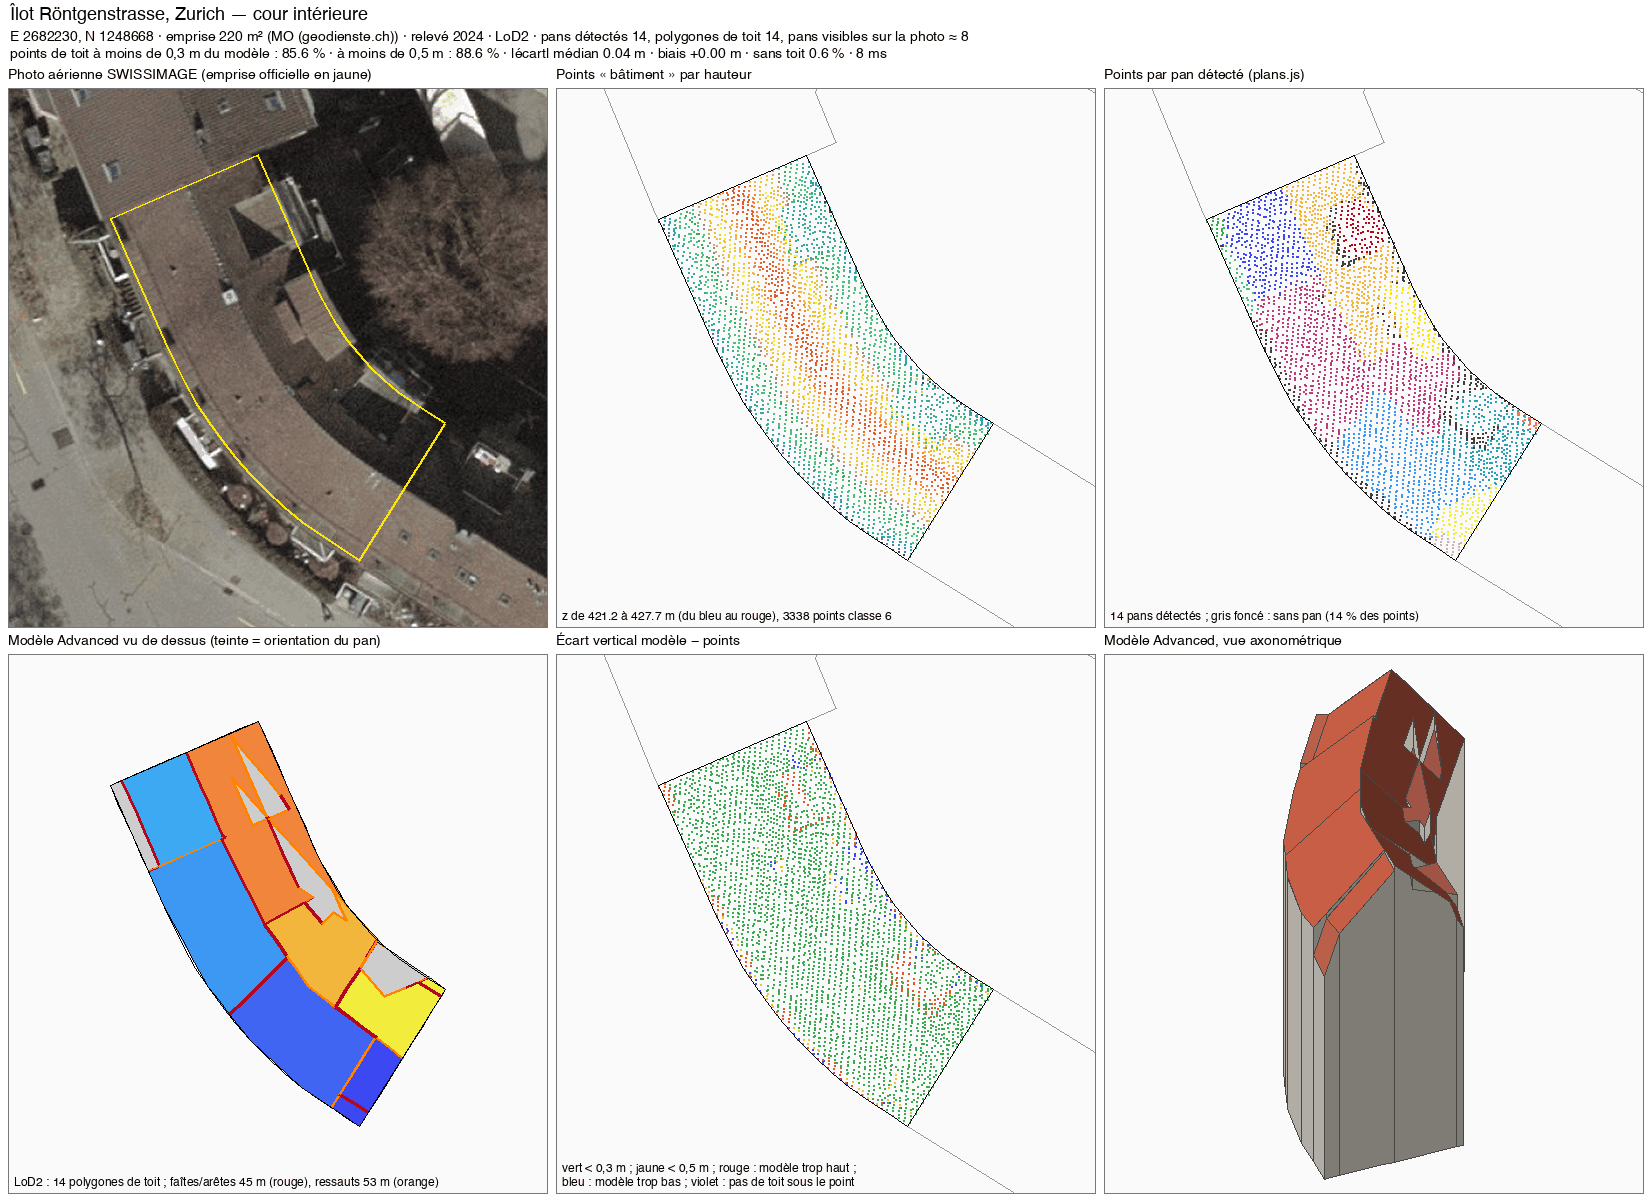 Îlot Röntgenstrasse, Zurich — cour intérieure
E 2682230, N 1248668 · emprise 220 m² (MO (geodienste.ch)) · relevé 2024 · LoD2 · pans détectés 14, polygones de toit 14, pans visibles sur la photo ≈ 8
points de toit à moins de 0,3 m du modèle : 85.6 % · à moins de 0,5 m : 88.6 % · lécartl médian 0.04 m · biais +0.00 m · sans toit 0.6 % · 8 ms
Photo aérienne SWISSIMAGE (emprise officielle en jaune)
Points « bâtiment » par hauteur
Points par pan détecté (plans.js)
z de 421.2 à 427.7 m (du bleu au rouge), 3338 points classe 6
14 pans détectés ; gris foncé : sans pan (14 % des points)
Modèle Advanced vu de dessus (teinte = orientation du pan)
Écart vertical modèle – points
Modèle Advanced, vue axonométrique
LoD2 : 14 polygones de toit ; faîtes/arêtes 45 m (rouge), ressauts 53 m (orange)
vert < 0,3 m ; jaune < 0,5 m ; rouge : modèle trop haut ;
bleu : modèle trop bas ; violet : pas de toit sous le point